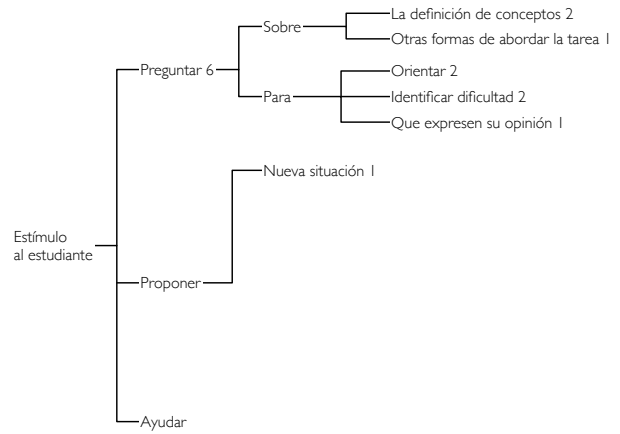 La definición de conceptos 2
Sobre
Otras formas de abordar la tarea 1
Preguntar 6
Orientar 2
Para
Identificar dificultad 2
Que expresen su opinión 1
Nueva situación 1
Estímulo
al estudiante
Proponer
Ayudar